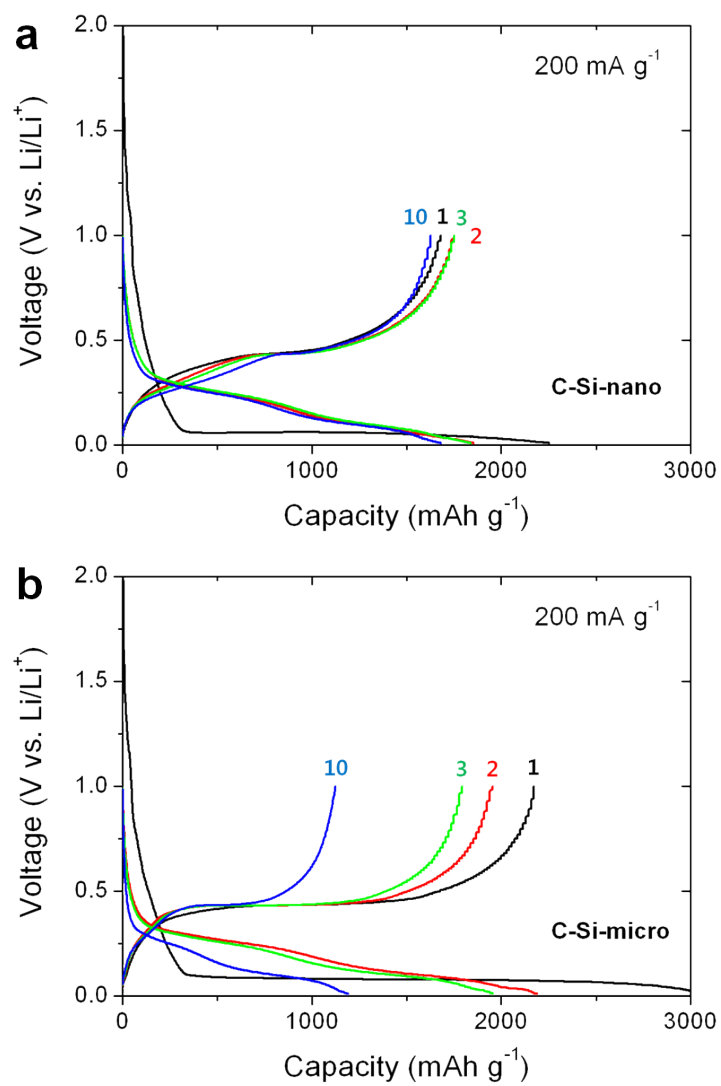 a
2.0
200 mA g⁻¹
1.5
10 1 3
1.0
2
0.5
C-Si-nano
0.0
0 1000 2000 3000
Voltage (V vs. Li/Li⁺)
Capacity (mAh g⁻¹)
b
2.0
200 mA g⁻¹
1.5
10 3 2 1
1.0
0.5
C-Si-micro
0.0
0 1000 2000 3000
Voltage (V vs. Li/Li⁺)
Capacity (mAh g⁻¹)